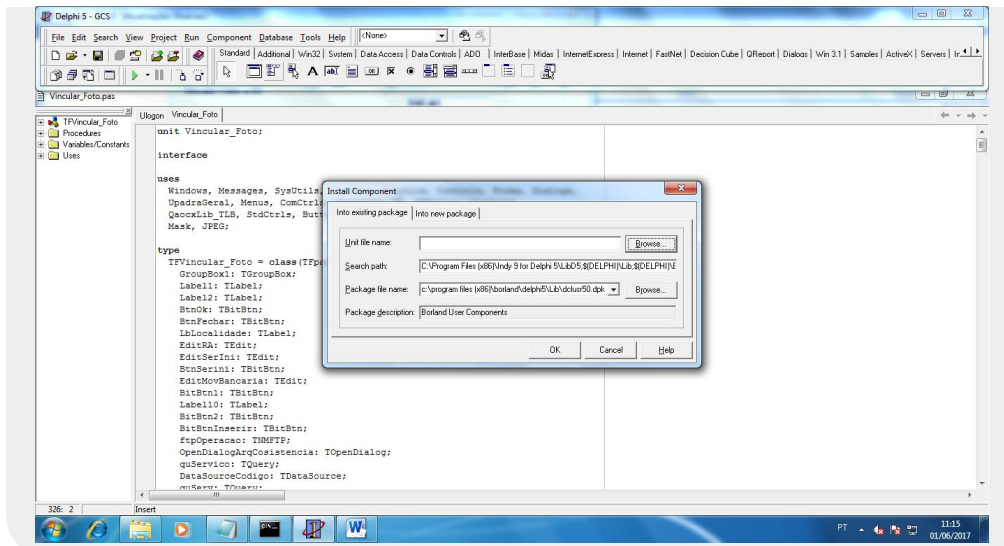 Delphi 5 - GCS
File Edit Search View Project Run Component Database Tools Help <None>
Standard Additional Win32 System Data Access Data Controls ADO InterBase Midas InternetExpress Internet FastNet Decision Cube QReport Dialogs Win 3.1 Samples ActiveX Servers
Vincular_Foto.pas
TFVincular_Foto
Procedures
Variables/Constants
Uses
Ulogon Vincular_Foto
unit Vincular_Foto;
interface
uses
Windows, Messages, SysUtils,
UpadraGeral, Menus, ComCtrls
QaocxLib_TLB, StdCtrls,
Mask, JPEG;
type
TFVincular_Foto = class
GroupBox1: TGroupBox;
Label1: TLabel;
Label2: TLabel;
BtnOk: TBitBtn;
BtnFechar: TBitBtn;
LbLocalidade: TLabel;
EditRA: TEdit;
EditSerIni: TEdit;
BtnSerini: TBitBtn;
EditMovBancaria: TEdit;
BitBtn1: TBitBtn;
Label10: TLabel;
BitBtn2: TBitBtn;
BitBtnInserir: TBitBtn;
ftpOperacao: TNMFTP;
OpenDialogArqCosistencia: TOpenDialog;
quServico: TQuery;
DataSourceCodigo: TDataSource;
Install Component
Into existing package Into new package
Unit file name: Browse...
Search path: C:\Program Files (x86)\Indy 9 for Delphi 5\LibD5;$(DELPHI)\Lib;$(DELPHI)\
Package file name: c:\program files (x86)\borland\delphi5\Lib\dclusr50.dpk Browse...
Package description: Borland User Components
OK Cancel Help
326: 2 Insert
PT 11:15
01/06/2017